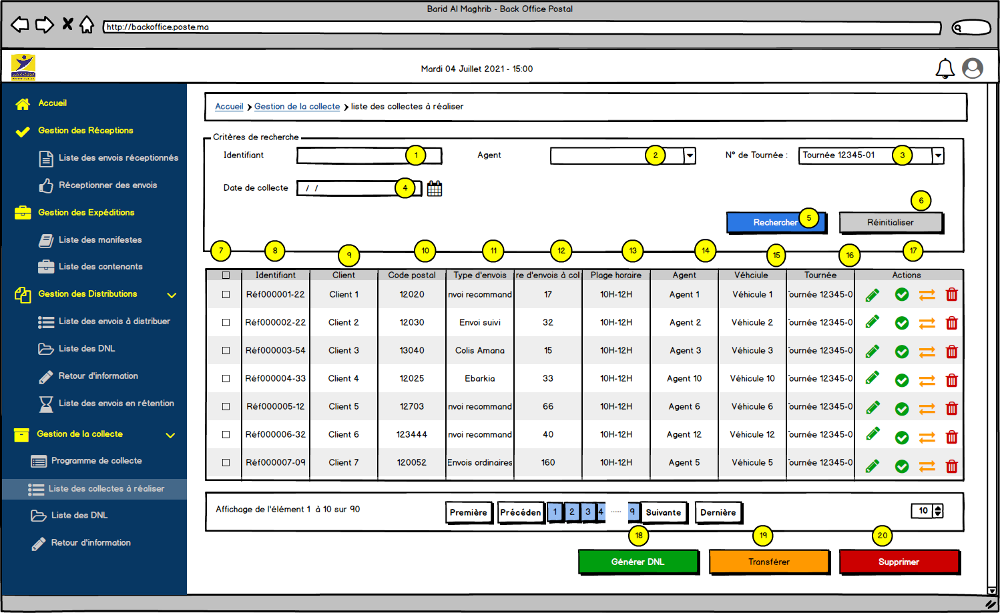 Barid Al Maghrib - Back Office Postal
http://backoffice.poste.ma
Mardi 04 Juillet 2021 - 15:00
Accueil
Gestion des Réceptions
Liste des envois réceptionnés
Réceptionner des envois
Gestion des Expéditions
Liste des manifestes
Liste des contenants
Gestion des Distributions
Liste des envois à distribuer
Liste des DNL
Retour d'information
Liste des envois en rétention
Gestion de la collecte
Programme de collecte
Liste des collectes à réaliser
Liste des DNL
Retour d'information
Accueil > Gestion de la collecte > liste des collectes à réaliser
Critères de recherche
Identifiant 1 Agent 2 N° de Tournée : Tournée 12345-01 3
Date de collecte / / 4
6
Rechercher 5 Réinitialiser
7 8 9 10 11 12 13 14 15 16 17
Identifiant Client Code postal Type d'envois re d'envois à col Plage horaire Agent Véhciule Tournée Actions
Réf000001-22 Client 1 12020 nvoi recommand 17 10H-12H Agent 1 Véhicule 1 ournée 12345-0
Réf000002-22 Client 2 12030 Envoi suivi 32 10H-12H Agent 2 Véhicule 2 ournée 12345-0
Réf000003-54 Client 3 13040 Colis Amana 15 10H-12H Agent 3 Véhicule 3 ournée 12345-0
Réf000004-33 Client 4 12025 Ebarkia 33 10H-12H Agent 10 Véhicule 10 ournée 12345-0
Réf000005-12 Client 5 12703 nvoi recommand 66 10H-12H Agent 6 Véhicule 6 ournée 12345-0
Réf000006-32 Client 6 123444 nvoi recommand 40 10H-12H Agent 12 Véhicule 12 ournée 12345-0
Réf000007-09 Client 7 120052 Envois ordinaires 160 10H-12H Agent 5 Véhicule 5 ournée 12345-0
Affichage de l'élément 1 à 10 sur 90 Première Précéden 1 2 3 4 ...... 9 Suivante Dernière 10
18 19 20
Générer DNL Transférer Supprimer